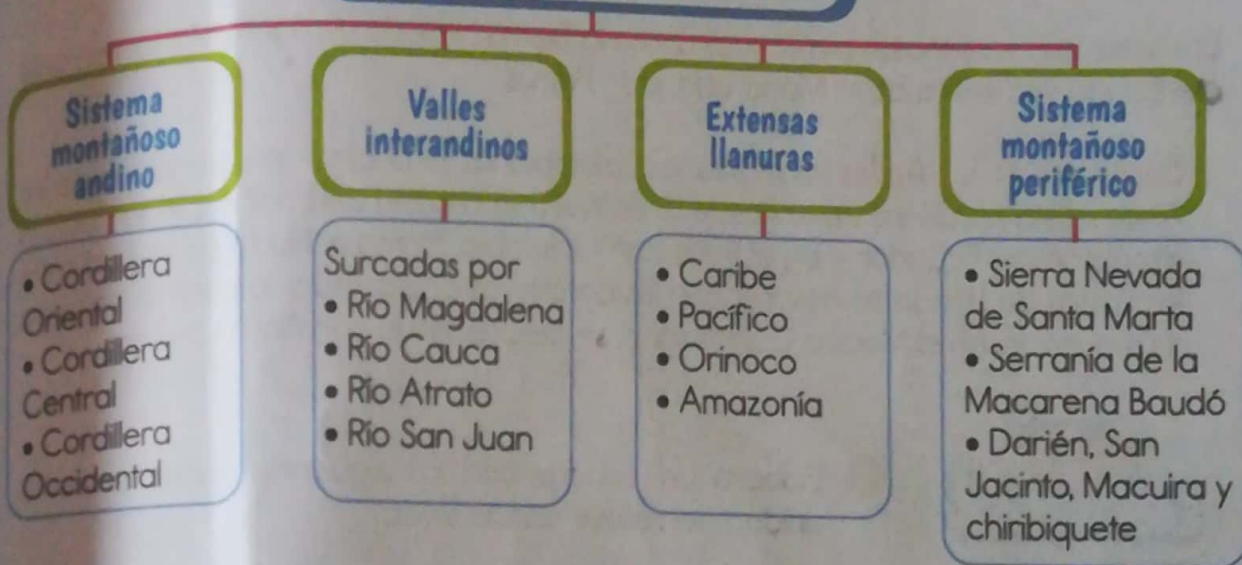 Sistema
montañoso
andino
• Cordillera
Oriental
• Cordillera
Central
• Cordillera
Occidental
Valles
interandinos
Surcadas por
• Río Magdalena
• Río Cauca
• Río Atrato
• Río San Juan
Extensas
llanuras
• Caribe
• Pacífico
• Orinoco
• Amazonía
Sistema
montañoso
periférico
• Sierra Nevada
de Santa Marta
• Serranía de la
Macarena Baudó
• Darién, San
Jacinto, Macuira y
chiribiquete